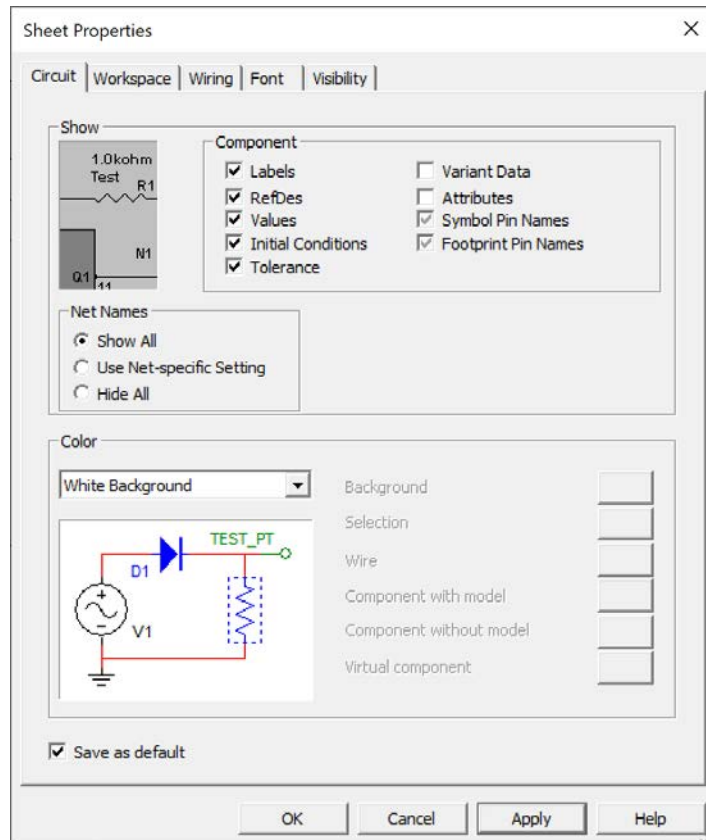 Sheet Properties
Circuit Workspace Wiring Font Visibility
Show
1.0kohm
Test
R1
N1
Q1
11
Component
Labels
RefDes
Values
Initial Conditions
Tolerance
Variant Data
Attributes
Symbol Pin Names
Footprint Pin Names
Net Names
Show All
Use Net-specific Setting
Hide All
Color
White Background
TEST_PT
D1
V1
Background
Selection
Wire
Component with model
Component without model
Virtual component
Save as default
OK Cancel Apply Help